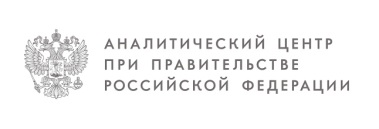 АНАЛИТИЧЕСКИЙ ЦЕНТР
ПРИ ПРАВИТЕЛЬСТВЕ
РОССИЙСКОЙ ФЕДЕРАЦИИ